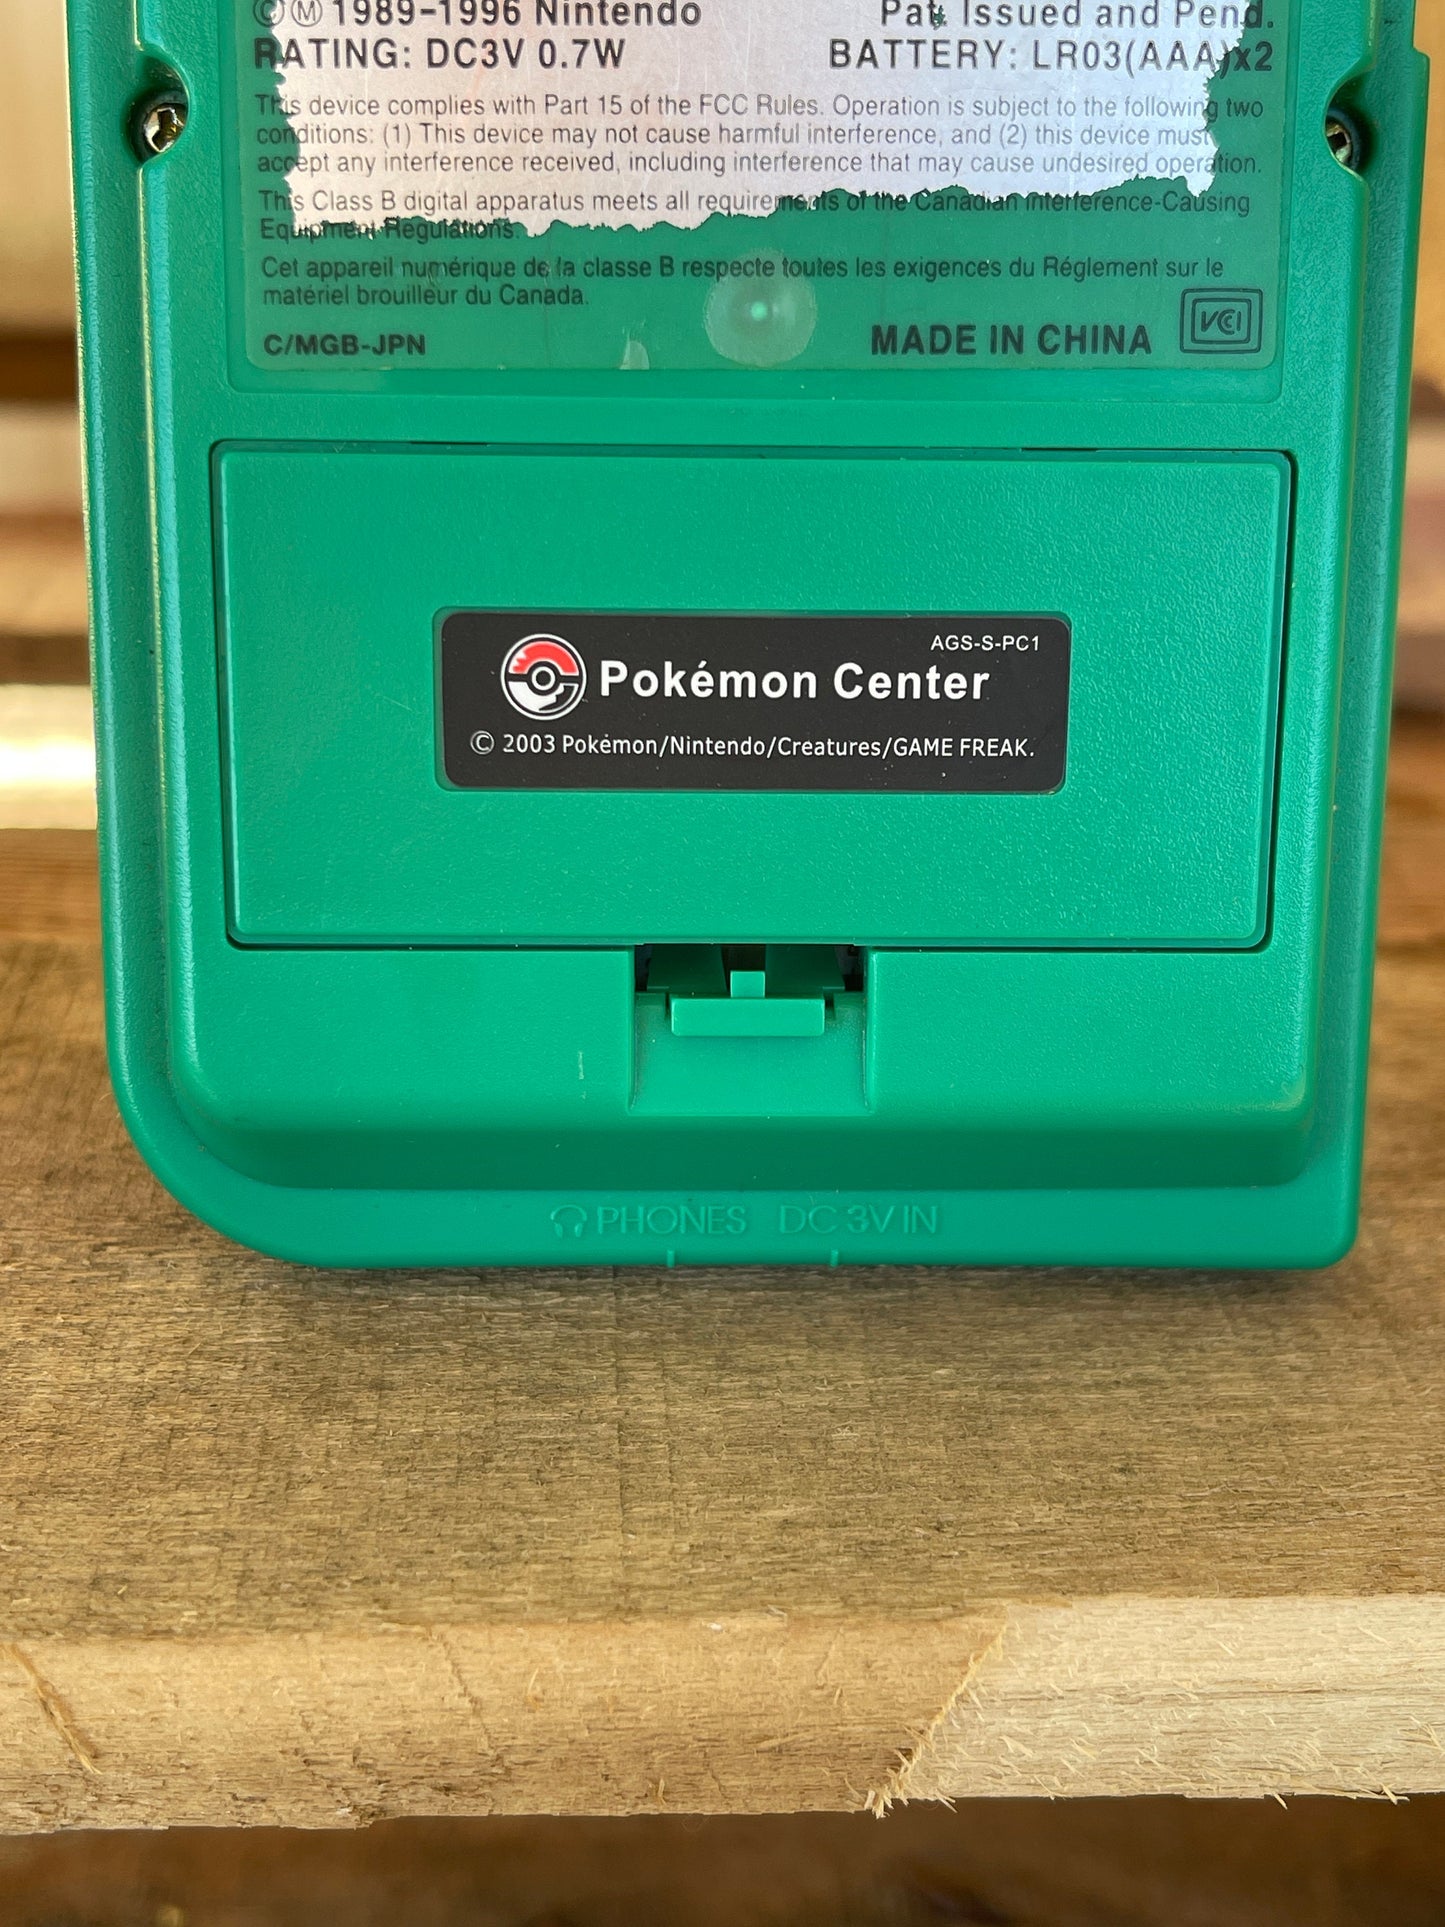 ©Ⓜ 1989-1996 Nintendo Pat. Issued and Pend.
RATING: DC3V 0.7W BATTERY: LR03(AAA)x2
This device complies with Part 15 of the FCC Rules. Operation is subject to the following two
conditions: (1) This device may not cause harmful interference, and (2) this device must
accept any interference received, including interference that may cause undesired operation.
This Class B digital apparatus meets all requirements of the Canadian Interference-Causing
Equipment Regulations.
Cet appareil numérique de la classe B respecte toutes les exigences du Réglement sur le
matériel brouilleur du Canada.
C/MGB-JPN MADE IN CHINA VCCI
AGS-S-PC1
Pokémon Center
© 2003 Pokémon/Nintendo/Creatures/GAME FREAK.
PHONES DC 3V IN